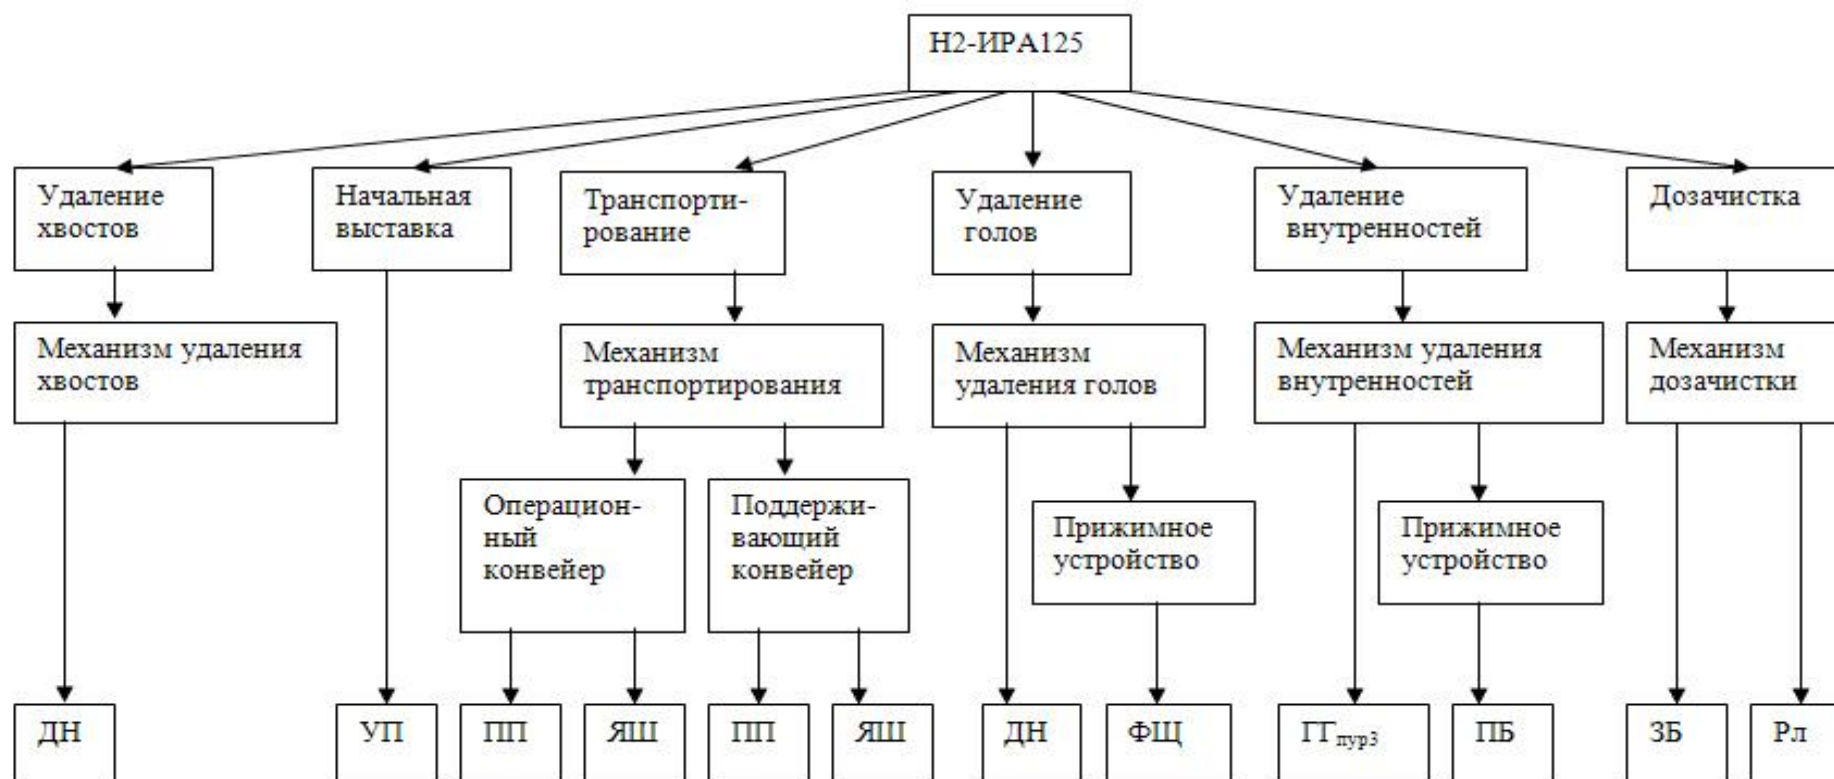 Н2-ИРА125
Удаление
хвостов
Начальная
выставка
Транспорти-
рование
Удаление
голов
Удаление
внутренностей
Дозачистка
Механизм удаления
хвостов
Механизм
транспортирования
Механизм
удаления голов
Механизм удаления
внутренностей
Механизм
дозачистки
Операцион-
ный
конвейер
Поддержи-
вающий
конвейер
Прижимное
устройство
Прижимное
устройство
ДН
УП
ПП
ЯШ
ПП
ЯШ
ДН
ФЩ
ГТпур3
ПБ
ЗБ
Рл